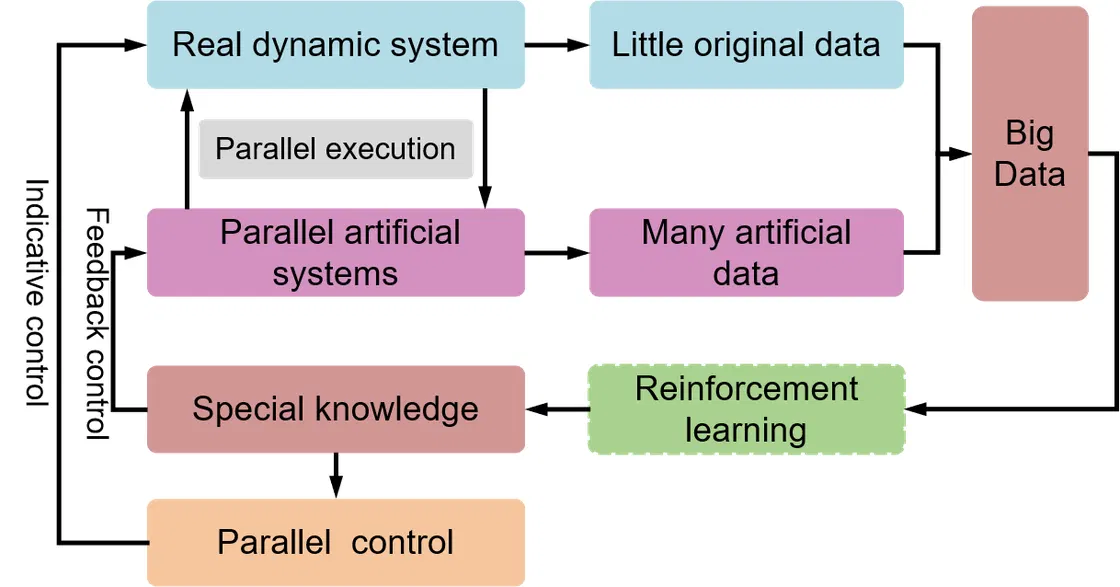 Real dynamic system
Little original data
Big
Data
Parallel execution
Parallel artificial
systems
Many artificial
data
Indicative control
Feedback control
Special knowledge
Reinforcement
learning
Parallel control